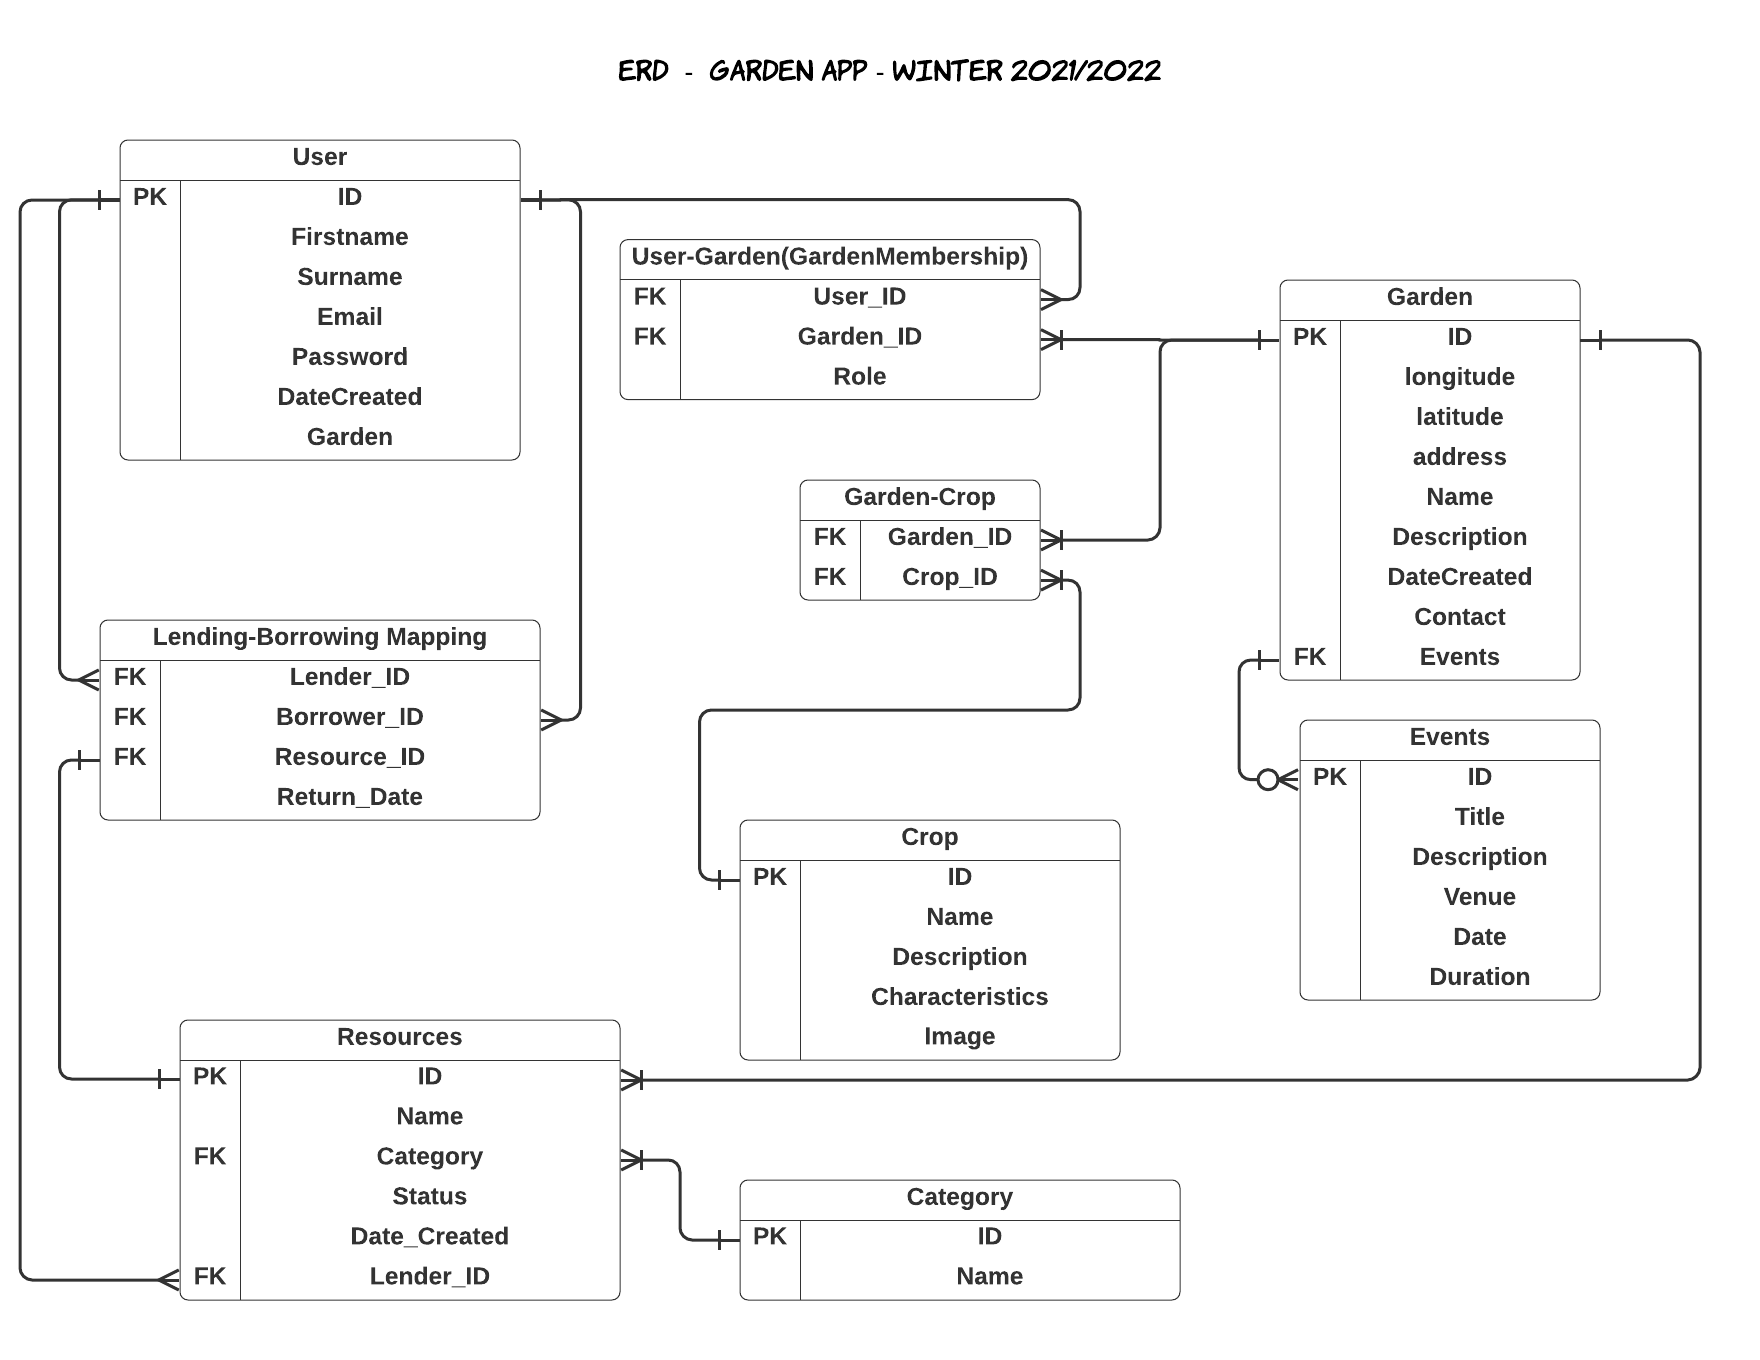 ERD - GARDEN APP - WINTER 2021/2022
User
PK ID
Firstname
Surname
Email
Password
DateCreated
Garden
User-Garden(GardenMembership)
FK User_ID
FK Garden_ID
Role
Garden
PK ID
longitude
latitude
address
Name
Description
DateCreated
Contact
FK Events
Garden-Crop
FK Garden_ID
FK Crop_ID
Lending-Borrowing Mapping
FK Lender_ID
FK Borrower_ID
FK Resource_ID
Return_Date
Events
PK ID
Title
Description
Venue
Date
Duration
Crop
PK ID
Name
Description
Characteristics
Image
Resources
PK ID
Name
FK Category
Status
Date_Created
FK Lender_ID
Category
PK ID
Name